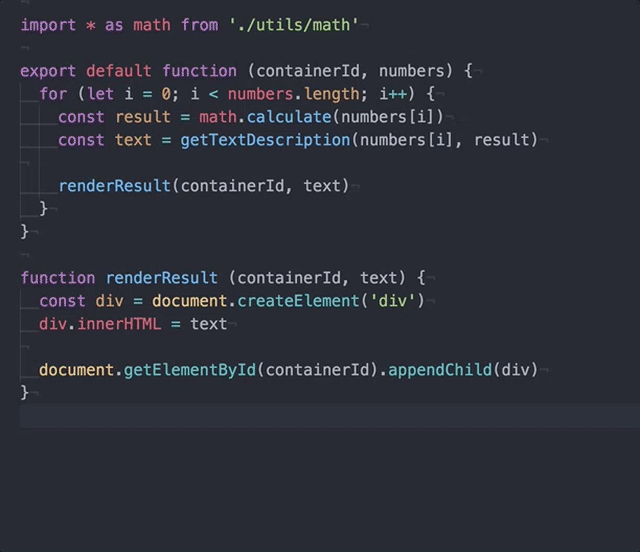 import * as math from './utils/math'
export default function (containerId, numbers) {
for (let i = 0; i < numbers.length; i++) {
const result = math.calculate(numbers[i])
const text = getTextDescription(numbers[i], result)
renderResult(containerId, text)
}
}
function renderResult (containerId, text) {
const div = document.createElement('div')
div.innerHTML = text
document.getElementById(containerId).appendChild(div)
}